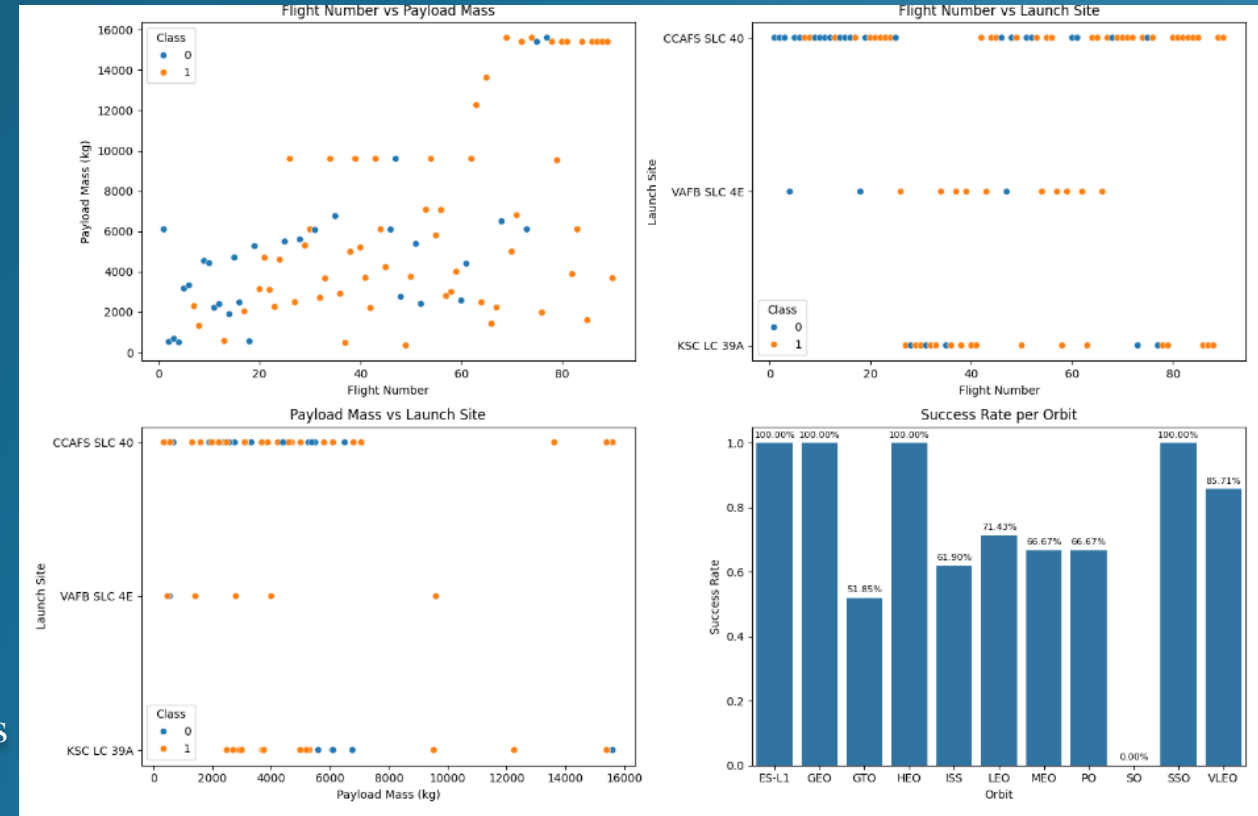 Flight Number vs Payload Mass
16000
14000
12000
10000
8000
6000
4000
2000
0
Payload Mass (kg)
Class
0
1
0
20
40
60
80
Flight Number
Flight Number vs Launch Site
CCAFS SLC 40
VAFB SLC 4E
KSC LC 39A
Launch Site
Class
0
1
0
20
40
60
80
Flight Number
Payload Mass vs Launch Site
CCAFS SLC 40
VAFB SLC 4E
KSC LC 39A
Launch Site
Class
0
1
0
2000
4000
6000
8000
10000
12000
14000
16000
Payload Mass (kg)
s
Success Rate per Orbit
1.0
0.8
0.6
0.4
0.2
0.0
Success Rate
100.00%
100.00%
51.85%
100.00%
61.90%
71.43%
66.67%
66.67%
0.00%
100.00%
85.71%
ES-L1
GEO
GTO
HEO
ISS
LEO
MEO
PO
SO
SSO
VLEO
Orbit